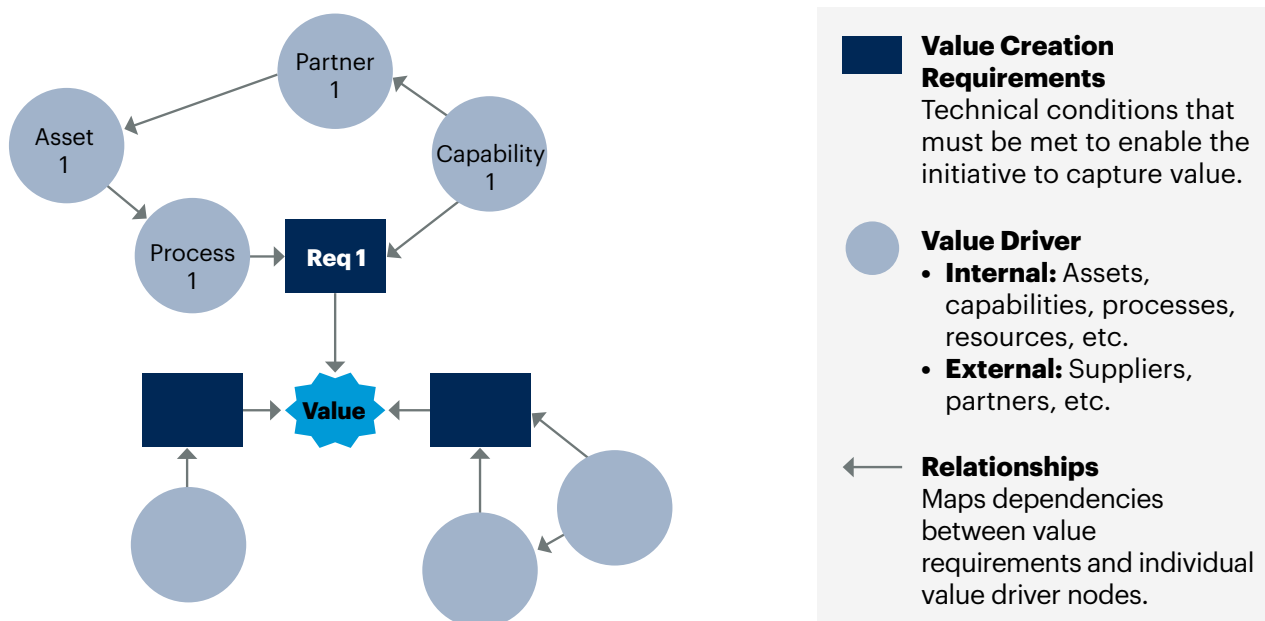 Partner
1
Asset
1
Capability
1
Process
1
Req 1
Value
Value Creation
Requirements
Technical conditions that
must be met to enable the
initiative to capture value.
Value Driver
• Internal: Assets,
capabilities, processes,
resources, etc.
• External: Suppliers,
partners, etc.
Relationships
Maps dependencies
between value
requirements and individual
value driver nodes.